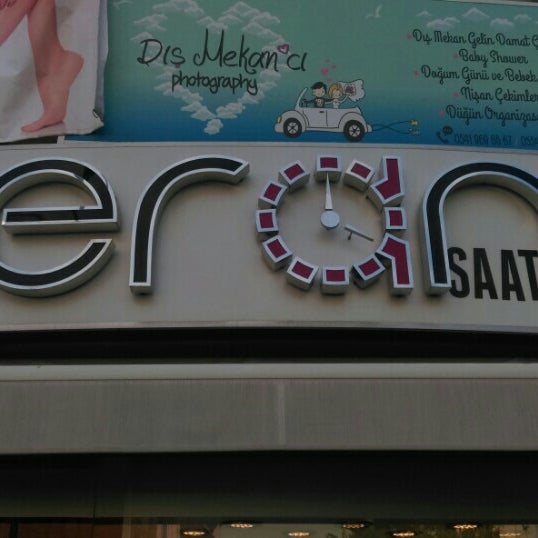 Dış Mekan'cı
photography
Dış Mekan Gelin Damat
Baby Shower
Doğum Günü ve Bebek
Nişan Çekimler
Düğün Organizas
eran
SAAT